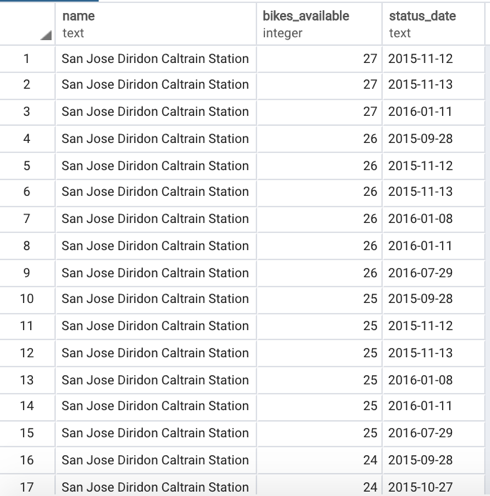 name bikes_available status_date
text integer text
1 San Jose Diridon Caltrain Station 27 2015-11-12
2 San Jose Diridon Caltrain Station 27 2015-11-13
3 San Jose Diridon Caltrain Station 27 2016-01-11
4 San Jose Diridon Caltrain Station 26 2015-09-28
5 San Jose Diridon Caltrain Station 26 2015-11-12
6 San Jose Diridon Caltrain Station 26 2015-11-13
7 San Jose Diridon Caltrain Station 26 2016-01-08
8 San Jose Diridon Caltrain Station 26 2016-01-11
9 San Jose Diridon Caltrain Station 26 2016-07-29
10 San Jose Diridon Caltrain Station 25 2015-09-28
11 San Jose Diridon Caltrain Station 25 2015-11-12
12 San Jose Diridon Caltrain Station 25 2015-11-13
13 San Jose Diridon Caltrain Station 25 2016-01-08
14 San Jose Diridon Caltrain Station 25 2016-01-11
15 San Jose Diridon Caltrain Station 25 2016-07-29
16 San Jose Diridon Caltrain Station 24 2015-09-28
17 San Jose Diridon Caltrain Station 24 2015-10-27